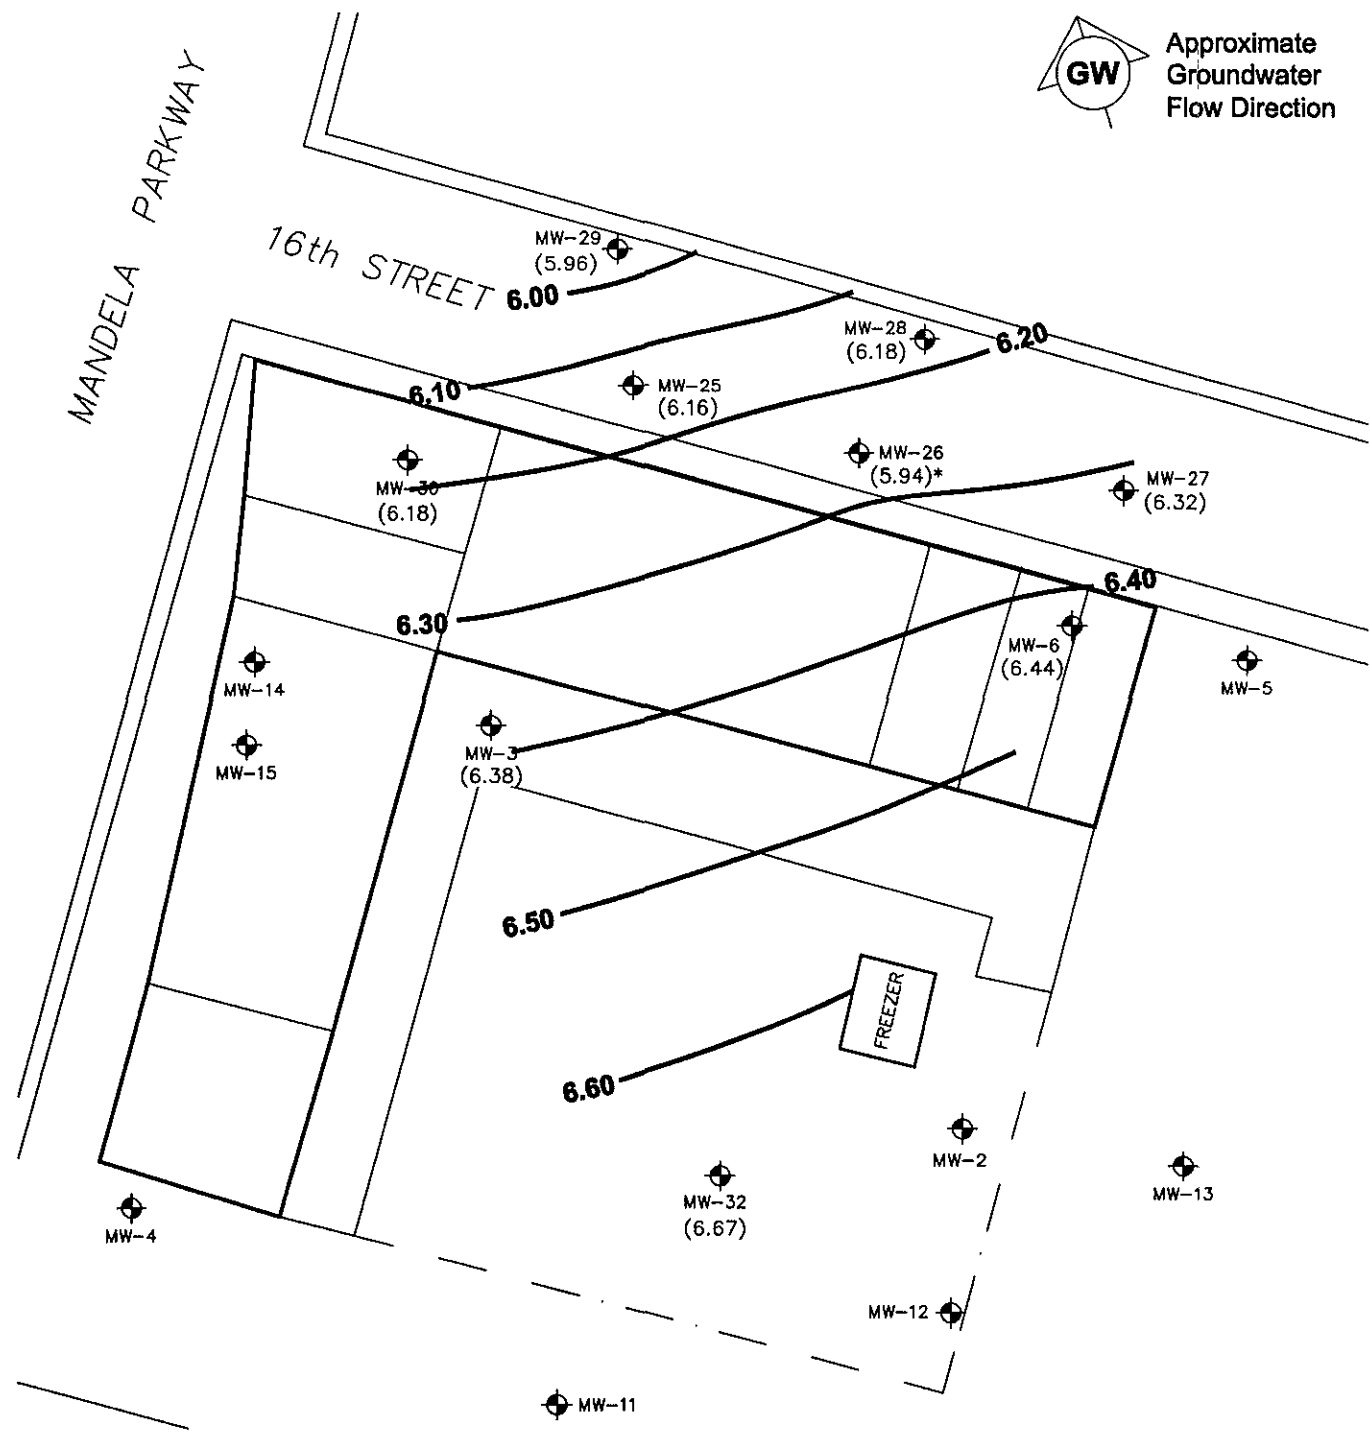 GW
Approximate
Groundwater
Flow Direction
MANDELA PARKWAY
16th STREET
MW-29
(5.96)
6.00
MW-28
(6.18)
6.20
6.10
MW-25
(6.16)
MW-26
(5.94)*
MW-27
(6.32)
MW-30
(6.18)
6.30
6.40
MW-6
(6.44)
MW-5
MW-14
MW-15
MW-3
(6.38)
6.50
FREEZER
6.60
MW-2
MW-13
MW-32
(6.67)
MW-4
MW-12
MW-11